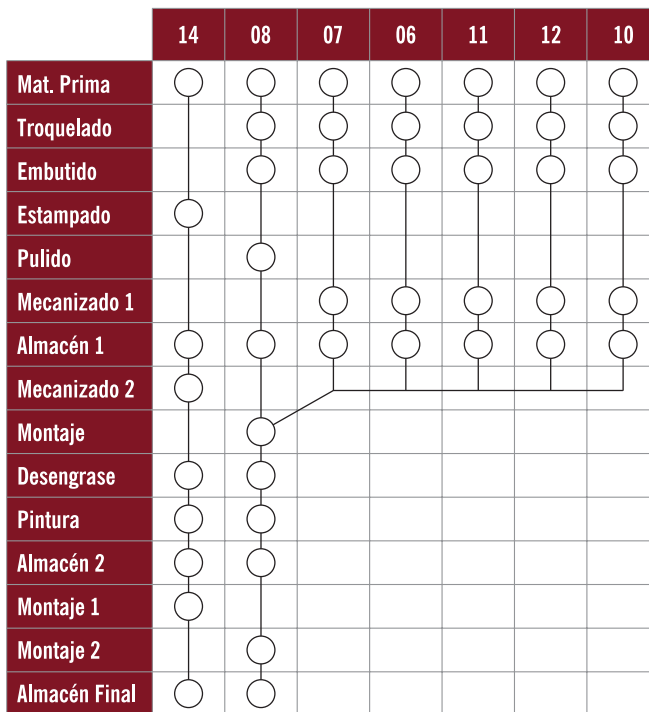 14 08 07 06 11 12 10
Mat. Prima
Troquelado
Embutido
Estampado
Pulido
Mecanizado 1
Almacén 1
Mecanizado 2
Montaje
Desengrase
Pintura
Almacén 2
Montaje 1
Montaje 2
Almacén Final